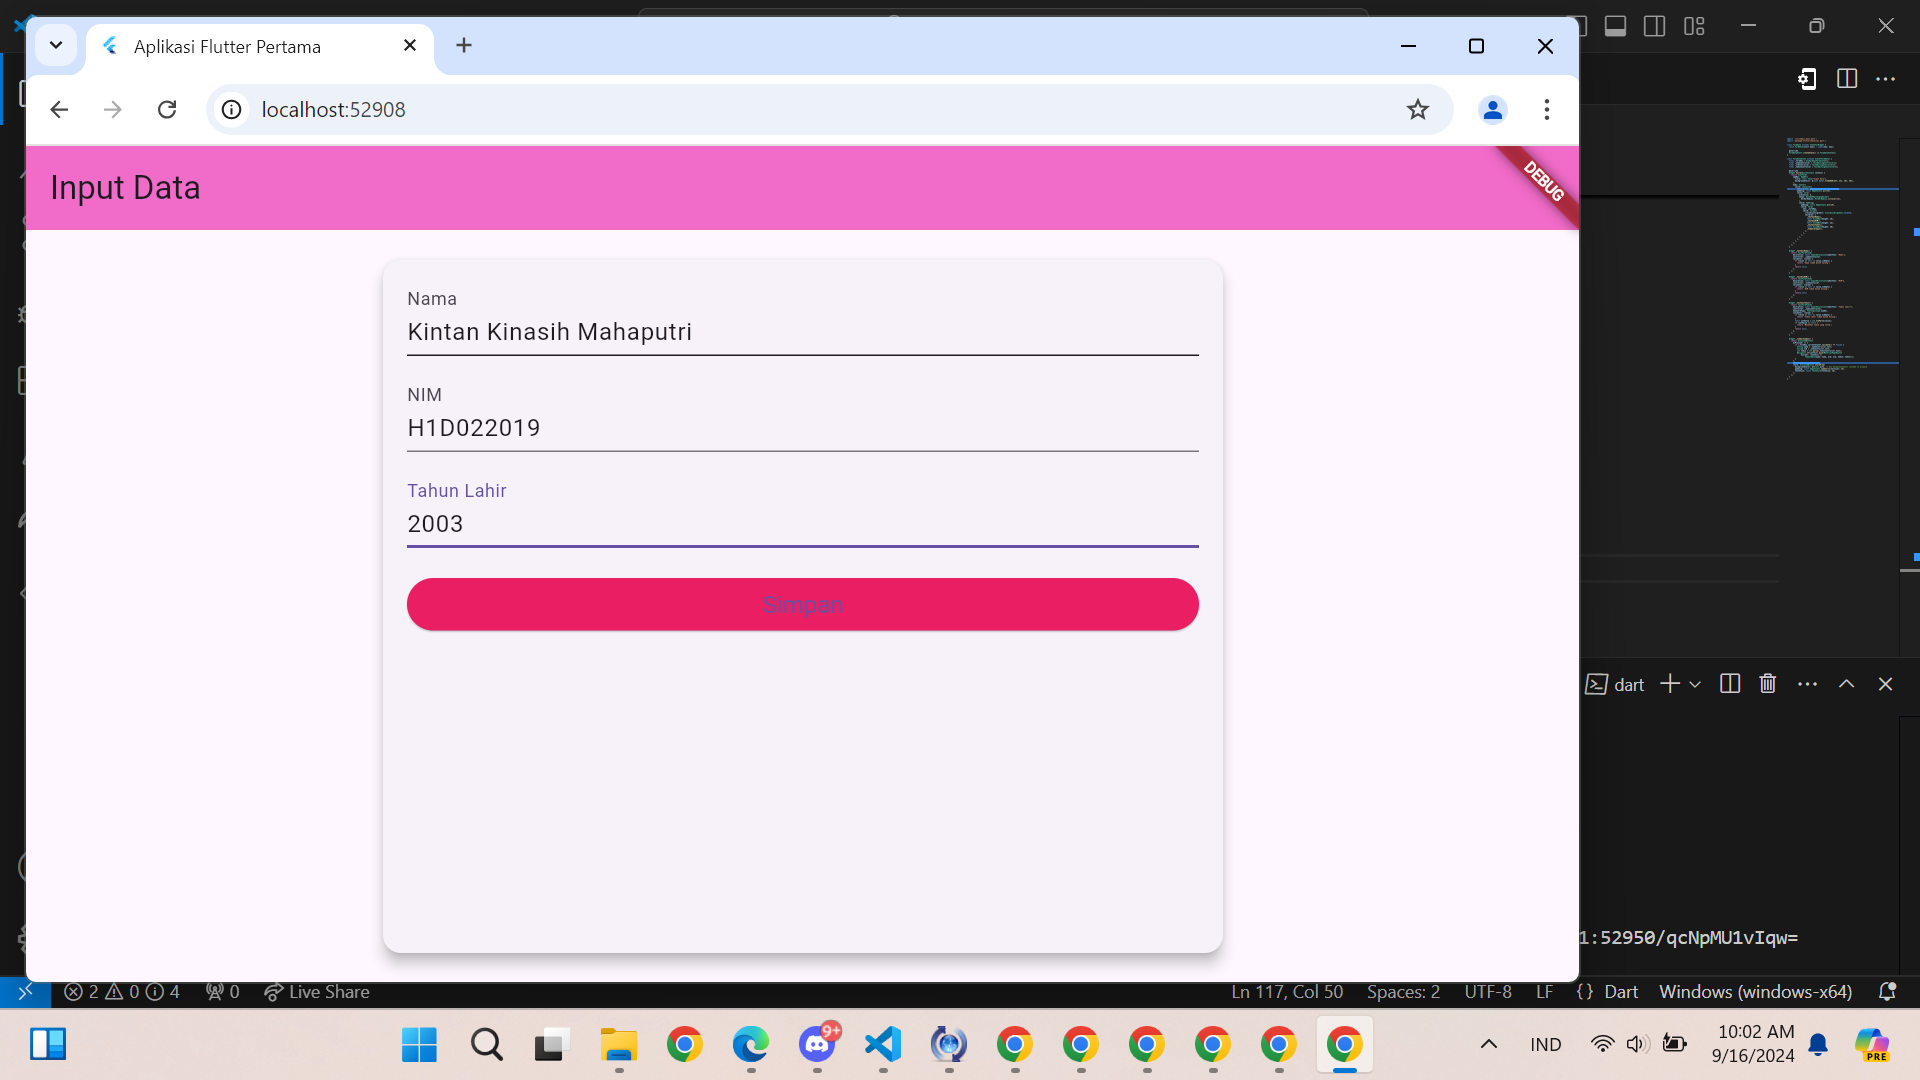 Aplikasi Flutter Pertama
localhost:52908
Input Data
DEBUG
Nama
Kintan Kinasih Mahaputri
NIM
H1D022019
Tahun Lahir
2003
Simpan
dart
1:52950/qcNpMU1vIqw=
2 0 4 0 Live Share
Ln 117, Col 50 Spaces: 2 UTF-8 LF {} Dart Windows (windows-x64)
9+
IND
10:02 AM
9/16/2024
PRE